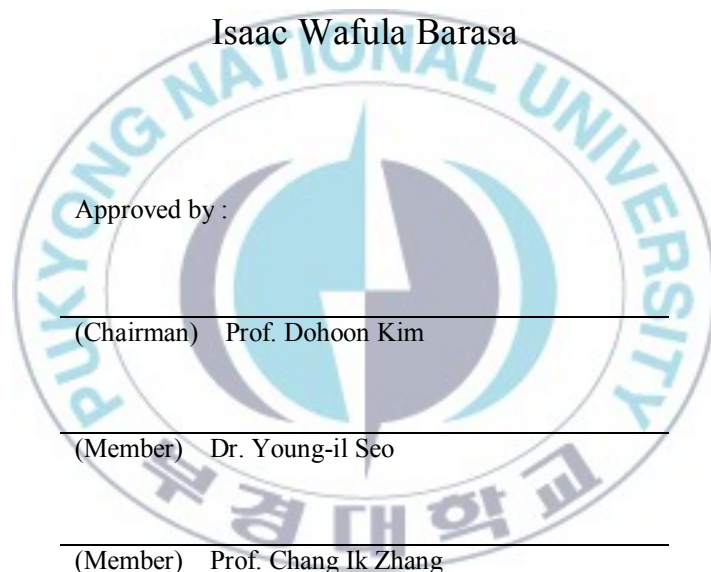 Isaac Wafula Barasa
PUKYONG NATIONAL UNIVERSITY
Approved by :
(Chairman) Prof. Dohoon Kim
(Member) Dr. Young-il Seo
부경대학교
(Member) Prof. Chang Ik Zhang